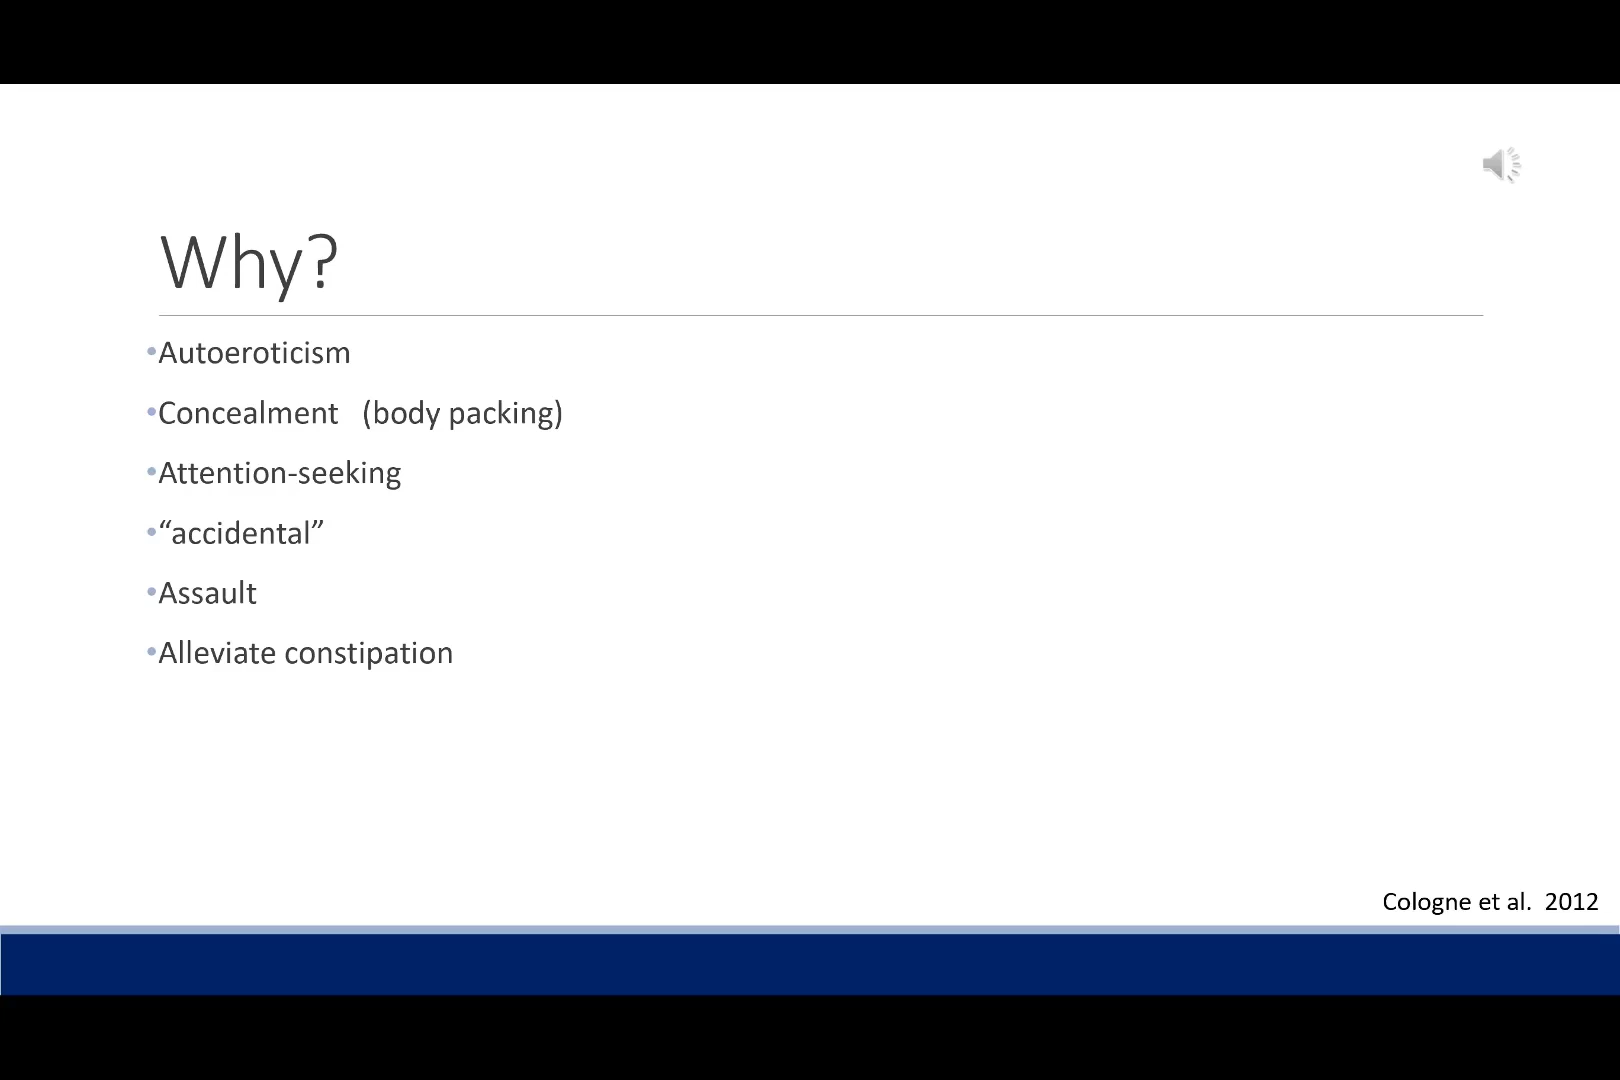 Why?
•Autoeroticism
•Concealment   (body packing)
•Attention-seeking
•“accidental”
•Assault
•Alleviate constipation
Cologne et al.  2012